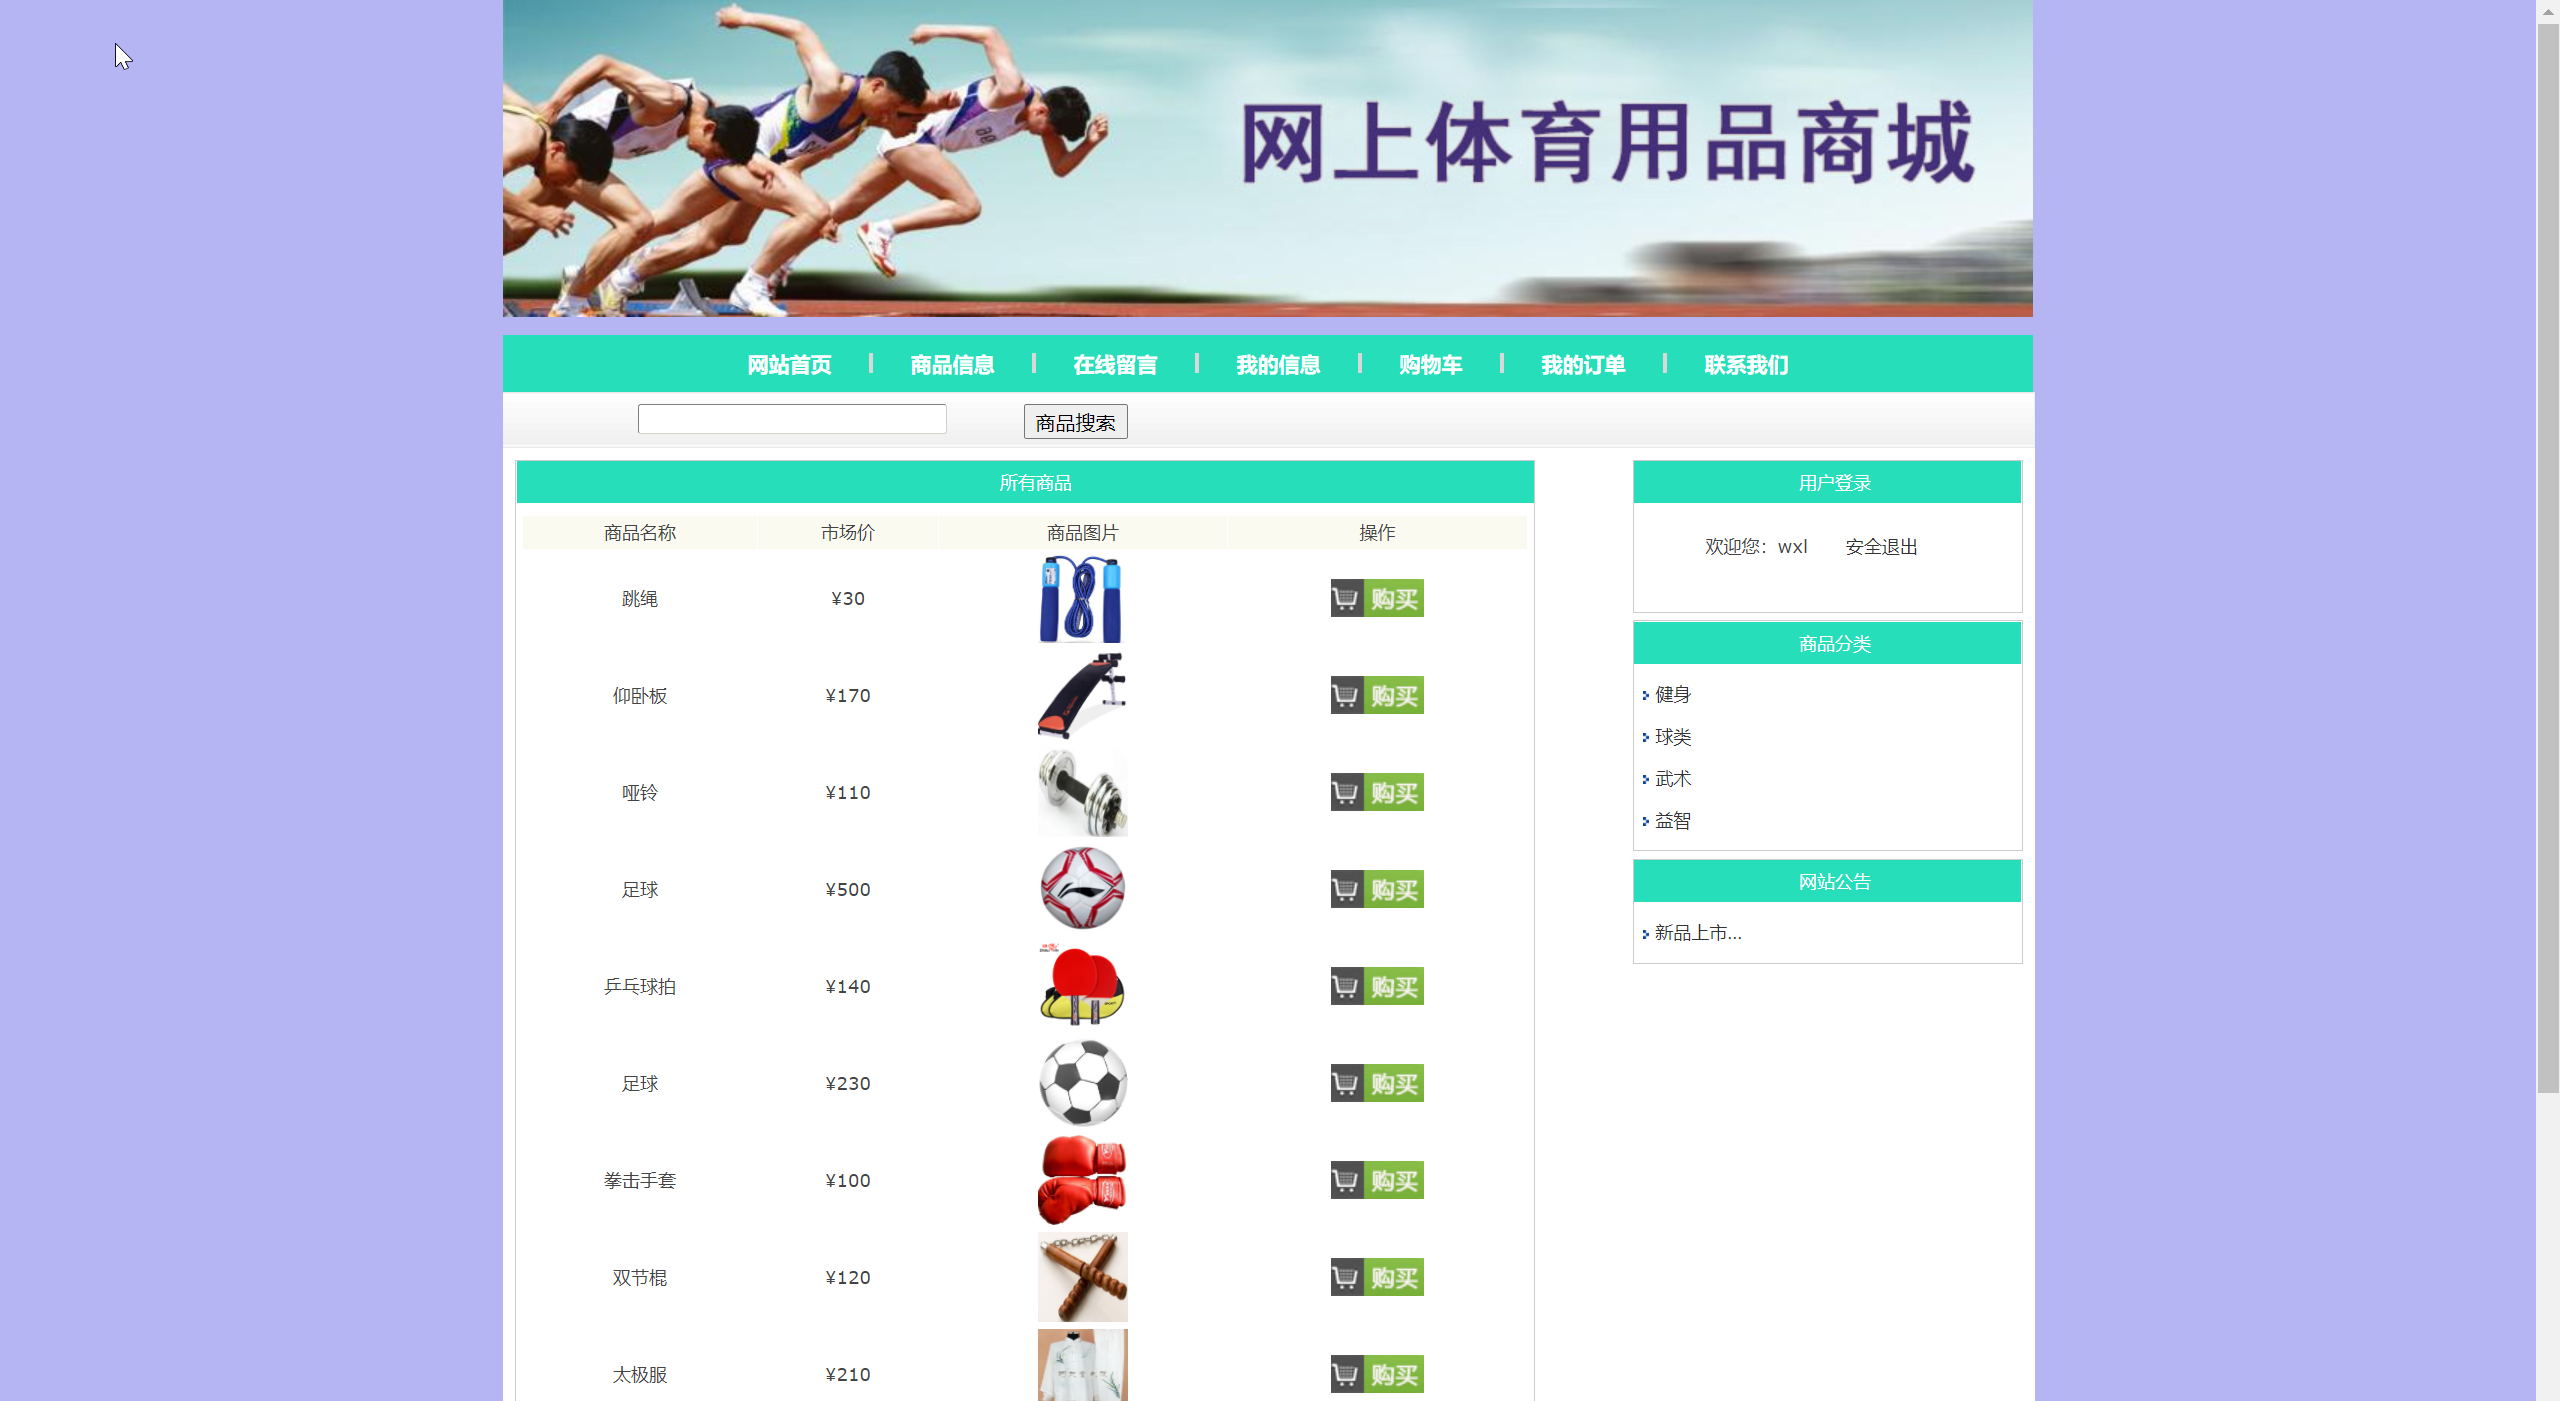 网上体育用品商城
网站首页 商品信息 在线留言 我的信息 购物车 我的订单 联系我们
商品搜索
所有商品
商品名称 市场价 商品图片 操作
跳绳 ¥30 购买
仰卧板 ¥170 购买
哑铃 ¥110 购买
足球 ¥500 购买
乒乓球拍 ¥140 购买
足球 ¥230 购买
拳击手套 ¥100 购买
双节棍 ¥120 购买
太极服 ¥210 购买
用户登录
欢迎您：wxl 安全退出
商品分类
健身
球类
武术
益智
网站公告
新品上市...